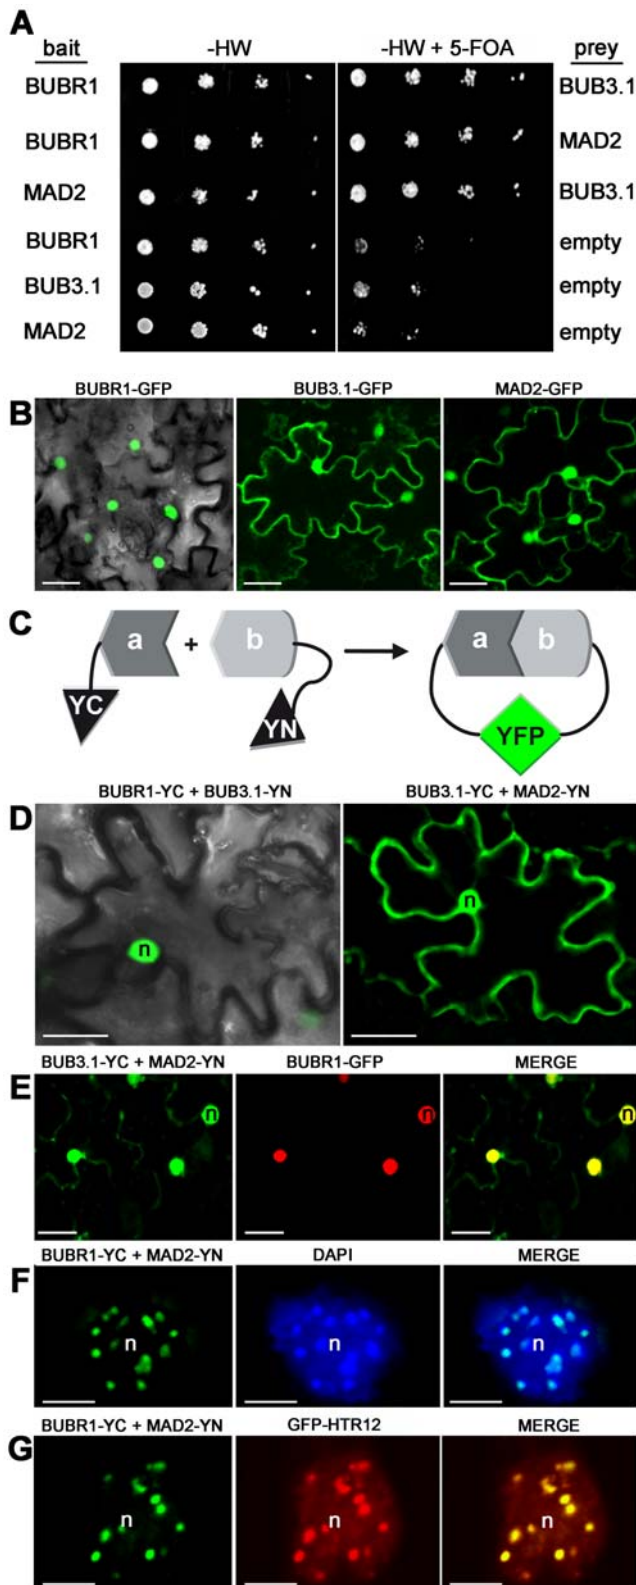 A
bait -HW -HW + 5-FOA prey
BUBR1 BUB3.1
BUBR1 MAD2
MAD2 BUB3.1
BUBR1 empty
BUB3.1 empty
MAD2 empty
B
BUBR1-GFP BUB3.1-GFP MAD2-GFP
C
a + b a b
YC YN YFP
D
BUBR1-YC + BUB3.1-YN BUB3.1-YC + MAD2-YN
n n
E
BUB3.1-YC + MAD2-YN BUBR1-GFP MERGE
n n n
F
BUBR1-YC + MAD2-YN DAPI MERGE
n n n
G
BUBR1-YC + MAD2-YN GFP-HTR12 MERGE
n n n